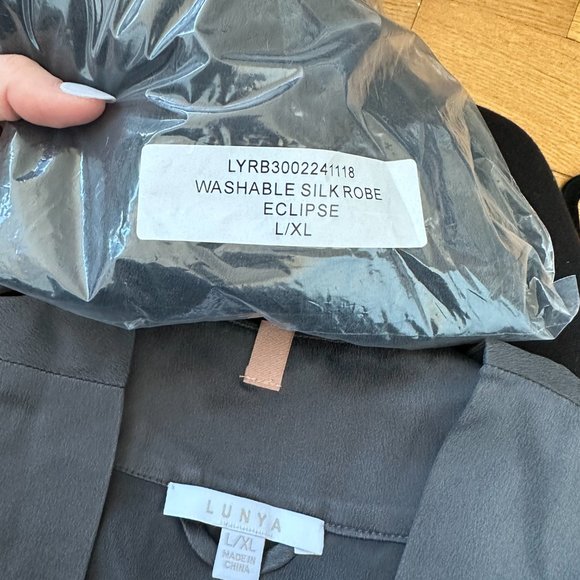 LYRB3002241118
WASHABLE SILK ROBE
ECLIPSE
L/XL
LUNYA
L/XL
MADE IN
CHINA